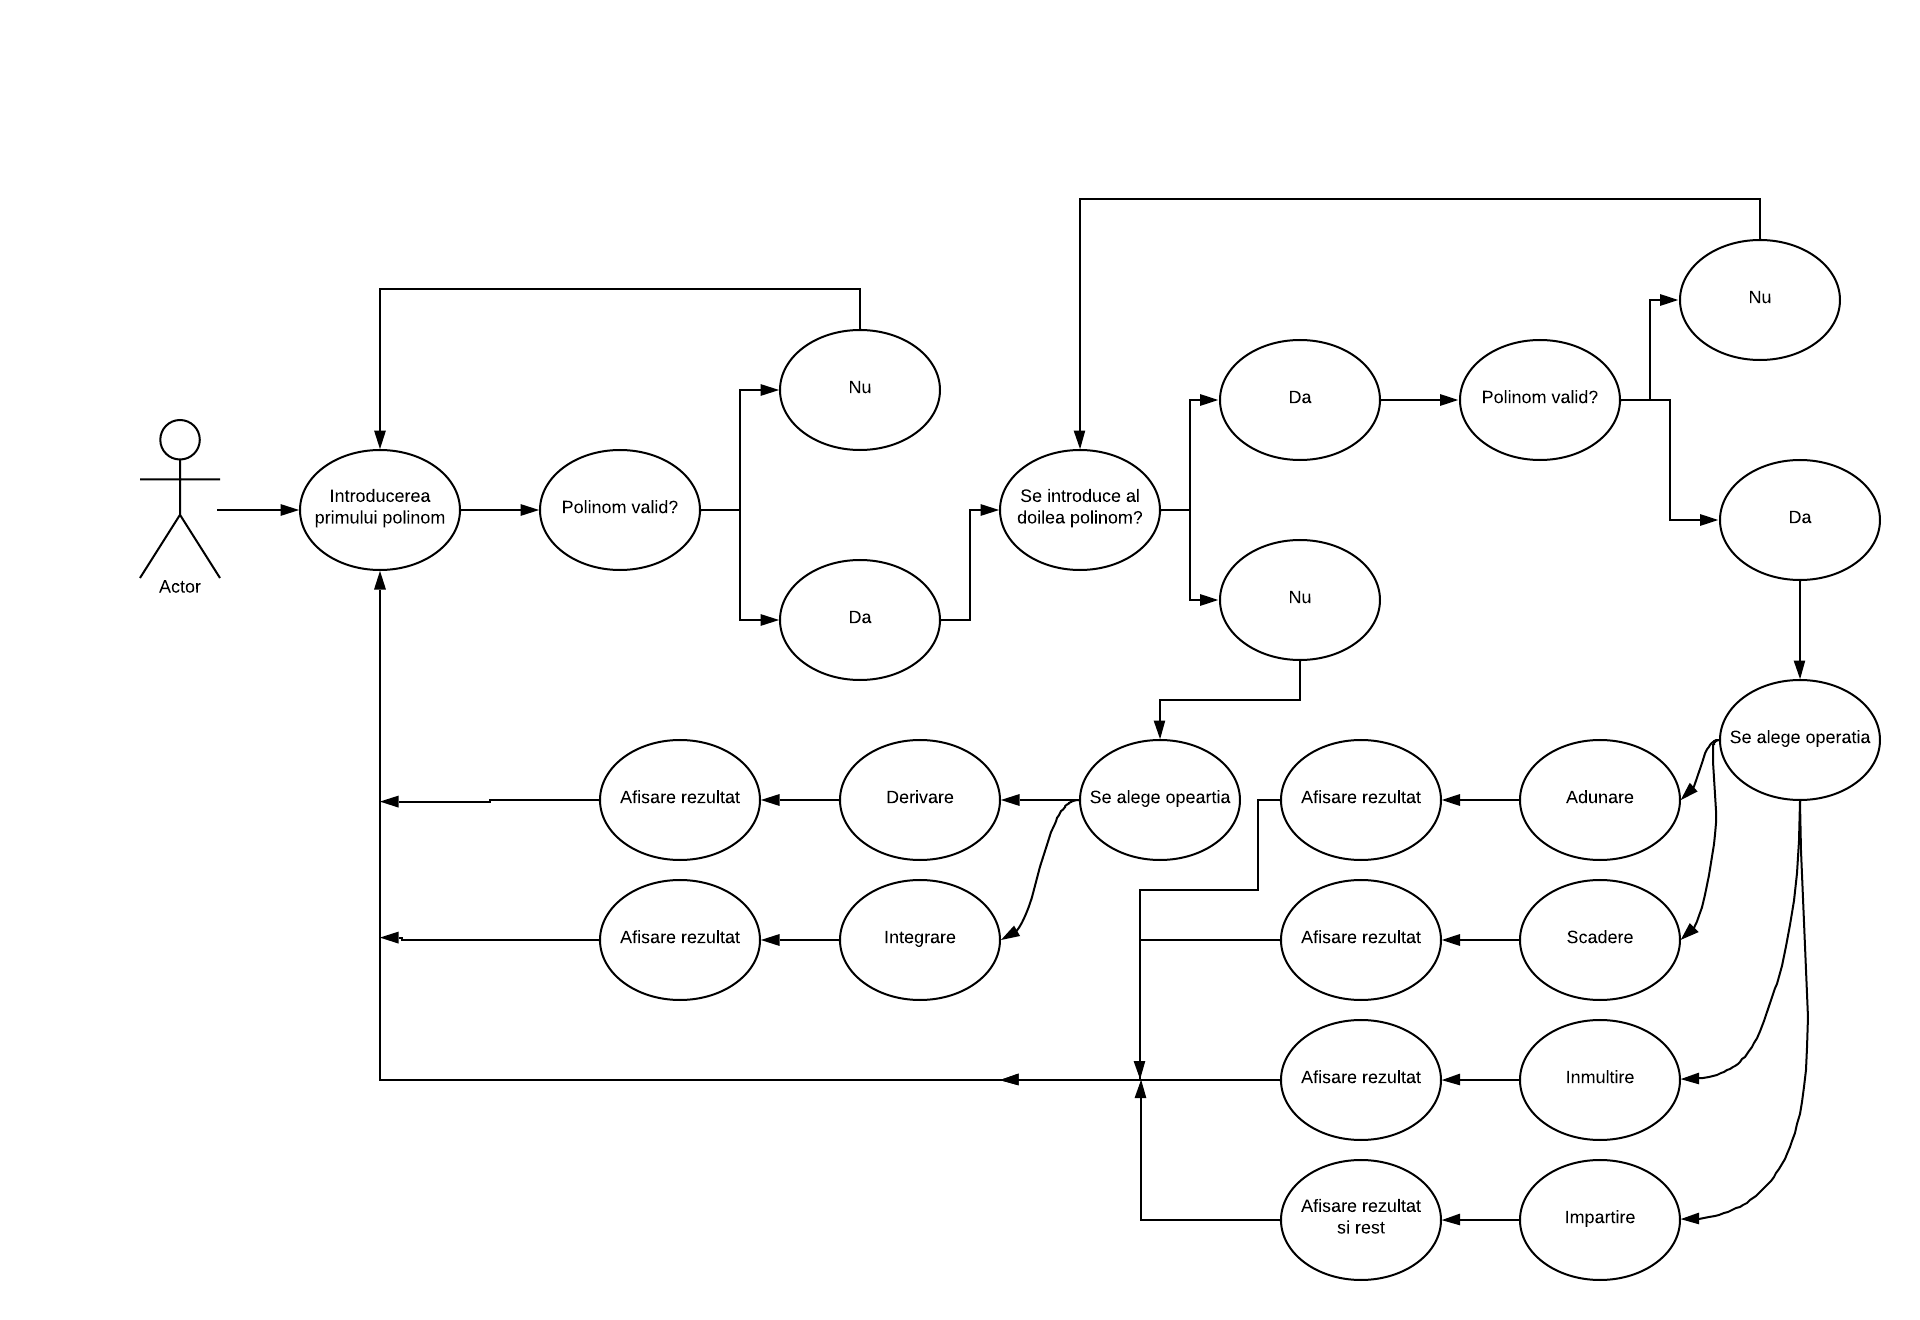 Nu
Nu
Da
Polinom valid?
Introducerea
primului polinom
Polinom valid?
Se introduce al
doilea polinom?
Da
Actor
Da
Nu
Se alege operatia
Afisare rezultat
Derivare
Se alege opeartia
Afisare rezultat
Adunare
Afisare rezultat
Integrare
Afisare rezultat
Scadere
Afisare rezultat
Inmultire
Afisare rezultat
si rest
Impartire